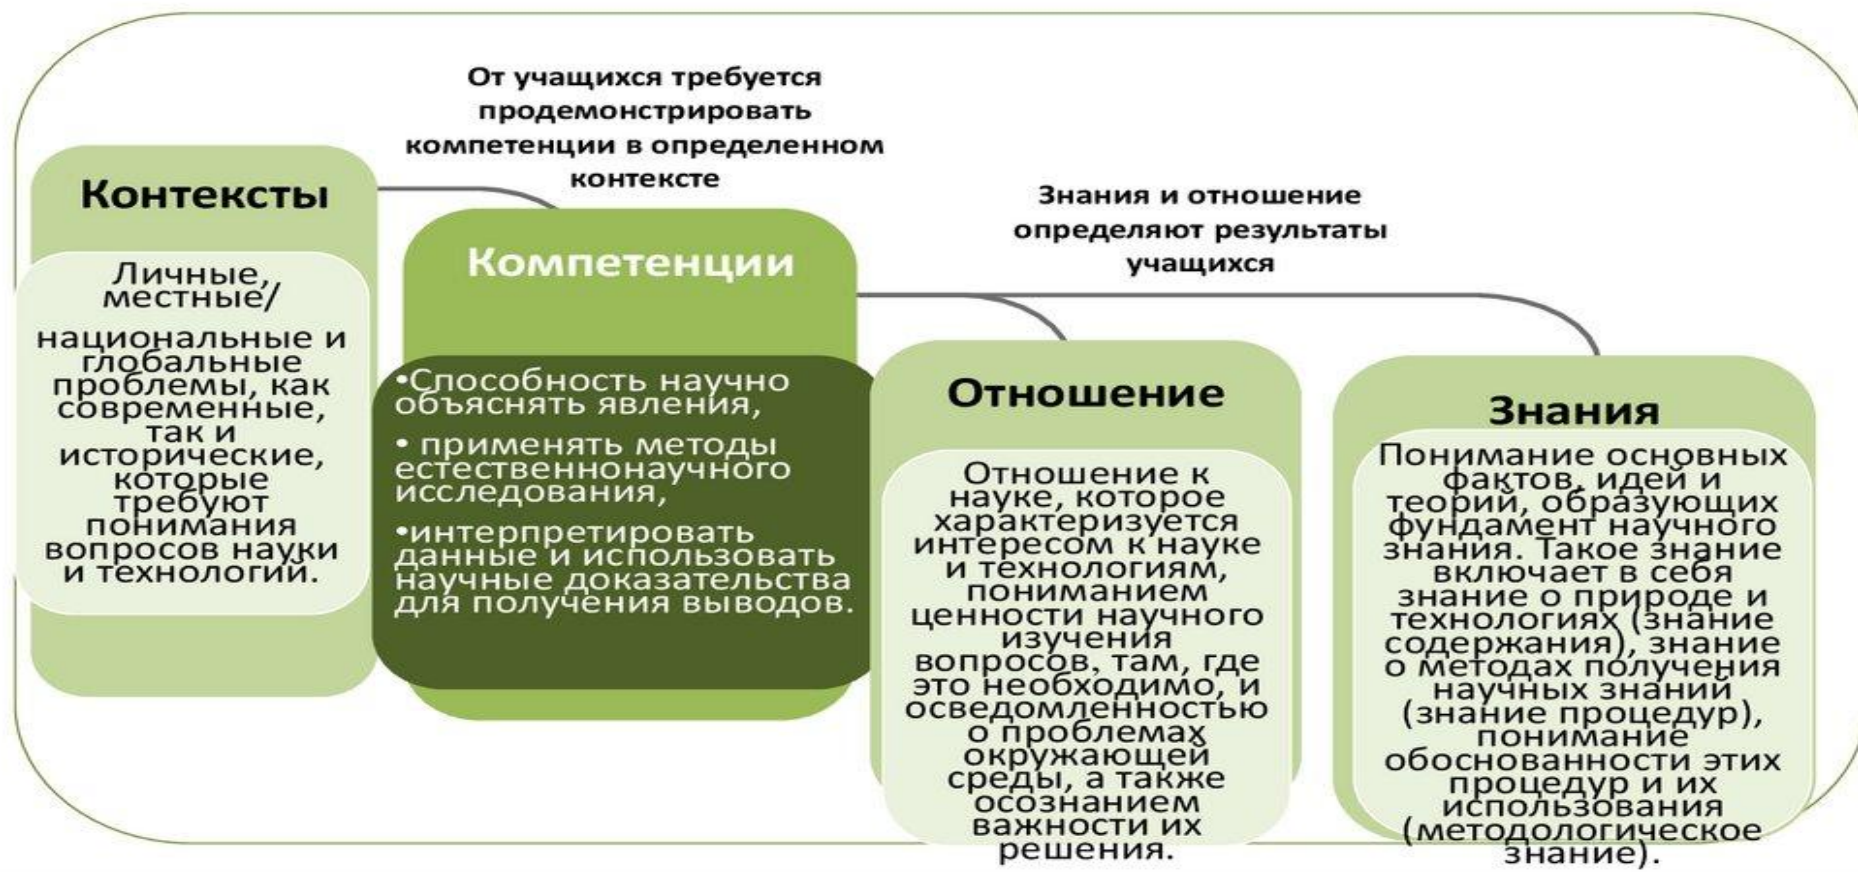 От учащихся требуется
продемонстрировать
компетенции в определенном
контексте
Контексты
Личные,
местные/
национальные и
глобальные
проблемы, как
современные,
так и
исторические,
которые
требуют
понимания
вопросов науки
и технологий.
Компетенции
•Способность научно
объяснять явления,
• применять методы
естественнонаучного
исследования,
•интерпретировать
данные и использовать
научные доказательства
для получения выводов.
Знания и отношение
определяют результаты
учащихся
Отношение
Отношение к
науке, которое
характеризуется
интересом к науке
и технологиям,
пониманием
ценности научного
изучения
вопросов, там, где
это необходимо, и
осведомленностью
о проблемах
окружающей
среды, а также
осознанием
важности их
решения.
Знания
Понимание основных
фактов, идей и
теорий, образующих
фундамент научного
знания. Такое знание
включает в себя
знание о природе и
технологиях (знание
содержания), знание
о методах получения
научных знаний
(знание процедур),
понимание
обоснованности этих
процедур и их
использования
(методологическое
знание).